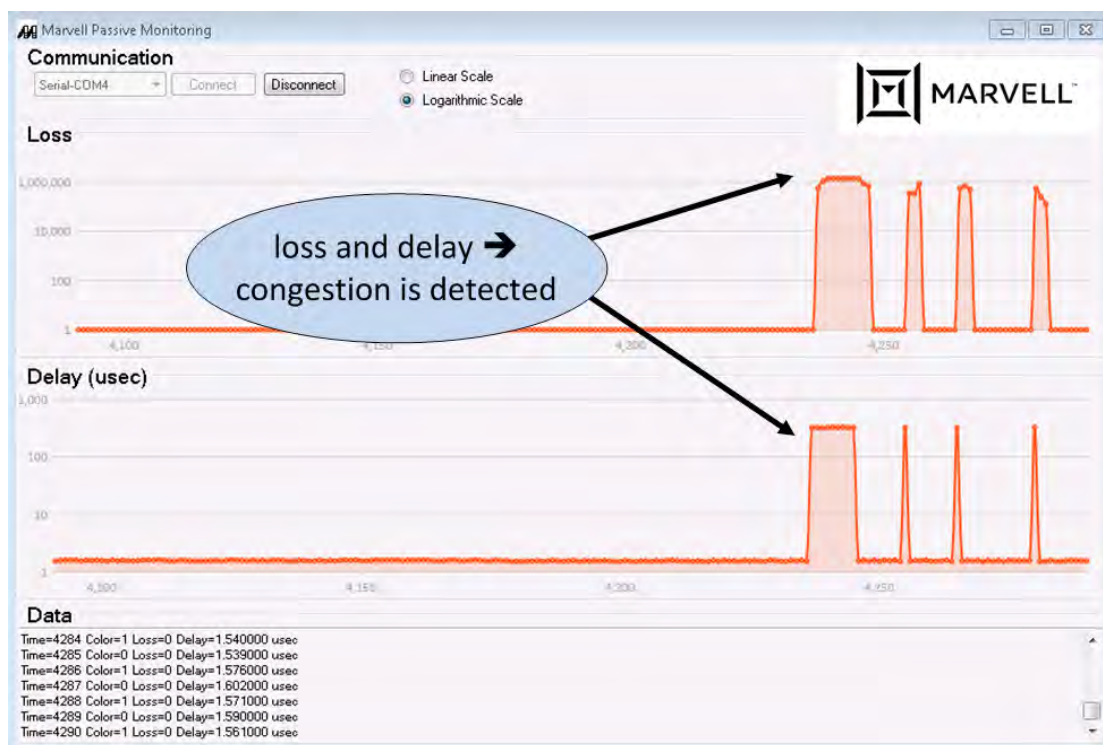 Marvell Passive Monitoring
Communication
Serial-COM4 Connect Disconnect
Linear Scale
Logarithmic Scale
MARVELL™
Loss
1,000,000
10,000
100
1
4,100 4,150 4,200 4,250
loss and delay ➔
congestion is detected
Delay (usec)
1,000
100
10
1
4,100 4,150 4,200 4,250
Data
Time=4284 Color=1 Loss=0 Delay=1.540000 usec
Time=4285 Color=0 Loss=0 Delay=1.539000 usec
Time=4286 Color=1 Loss=0 Delay=1.576000 usec
Time=4287 Color=0 Loss=0 Delay=1.602000 usec
Time=4288 Color=1 Loss=0 Delay=1.571000 usec
Time=4289 Color=0 Loss=0 Delay=1.590000 usec
Time=4290 Color=1 Loss=0 Delay=1.561000 usec